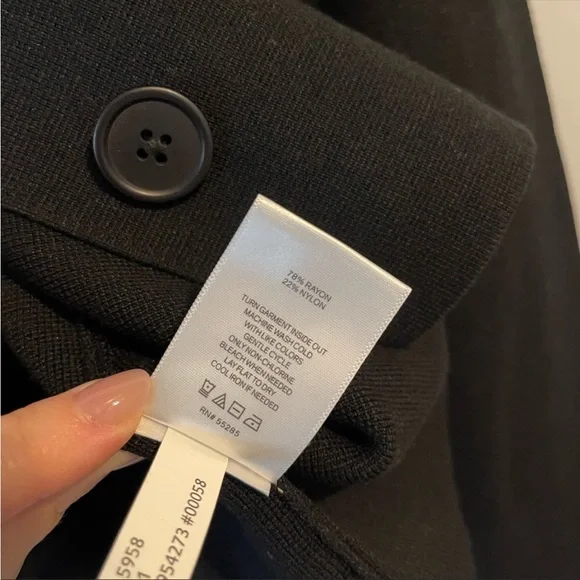 78% RAYON
22% NYLON
TURN GARMENT INSIDE OUT
MACHINE WASH COLD
WITH LIKE COLORS
GENTLE CYCLE
ONLY NON-CHLORINE
BLEACH WHEN NEEDED
LAY FLAT TO DRY
COOL IRON IF NEEDED
RN# 55285
5958
954273 #00058